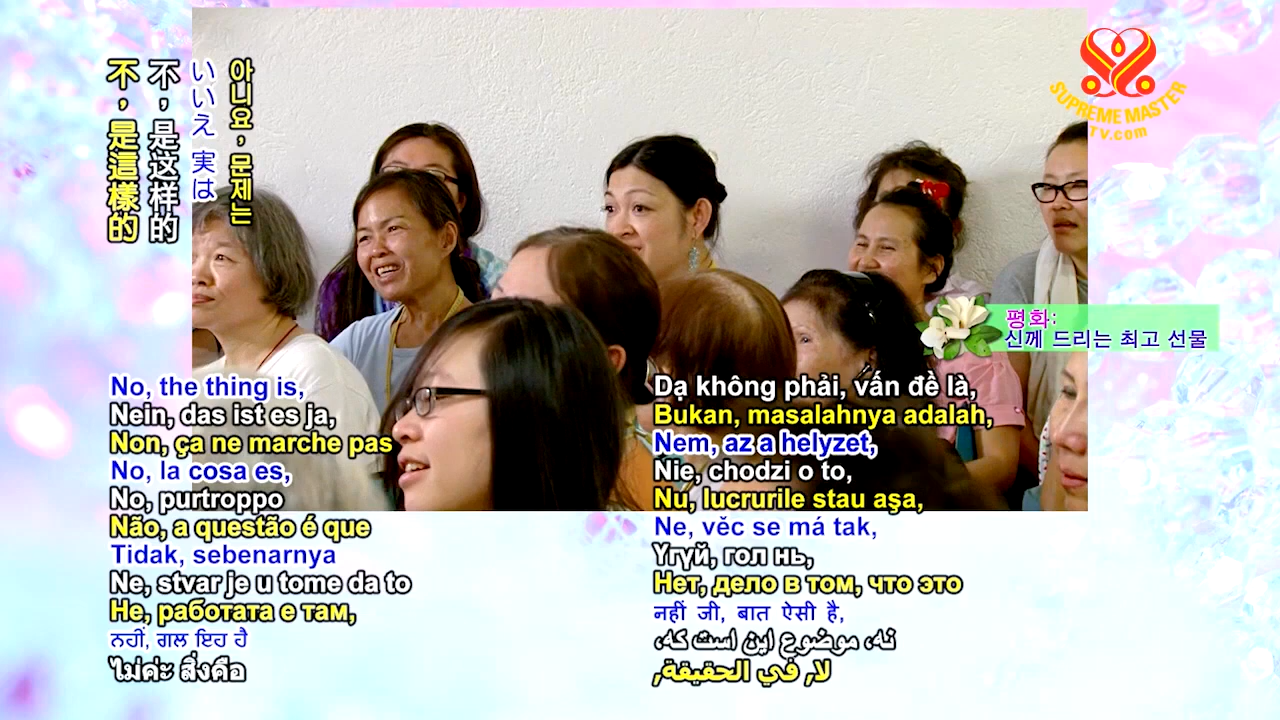 不，是這樣的
不，是这样的
いいえ 実は
아니요, 문제는
SUPREME MASTER
TV.com
평화:
신께 드리는 최고 선물
No, the thing is,
Nein, das ist es ja,
Non, ça ne marche pas
No, la cosa es,
No, purtroppo
Não, a questão é que
Tidak, sebenarnya
Ne, stvar je u tome da to
Не, работата е там,
ਨਹੀਂ, ਗਲ ਇਹ ਹੈ
ไม่ค่ะ สิ่งคือ
Dạ không phải, vấn đề là,
Bukan, masalahnya adalah,
Nem, az a helyzet,
Nie, chodzi o to,
Nu, lucrurile stau aşa,
Ne, věc se má tak,
Үгүй, гол нь,
Нет, дело в том, что это
नहीं जी, बात ऐसी है,
نه، موضوع این است که،
لا, في الحقيقة,